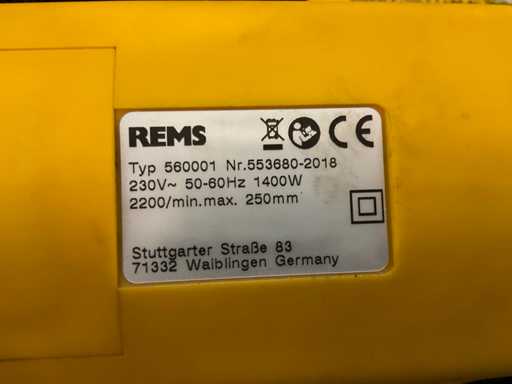 REMS
CE
Typ 560001 Nr.553680-2018
230V~ 50-60Hz 1400W
2200/min.max. 250mm
Stuttgarter Straße 83
71332 Waiblingen Germany